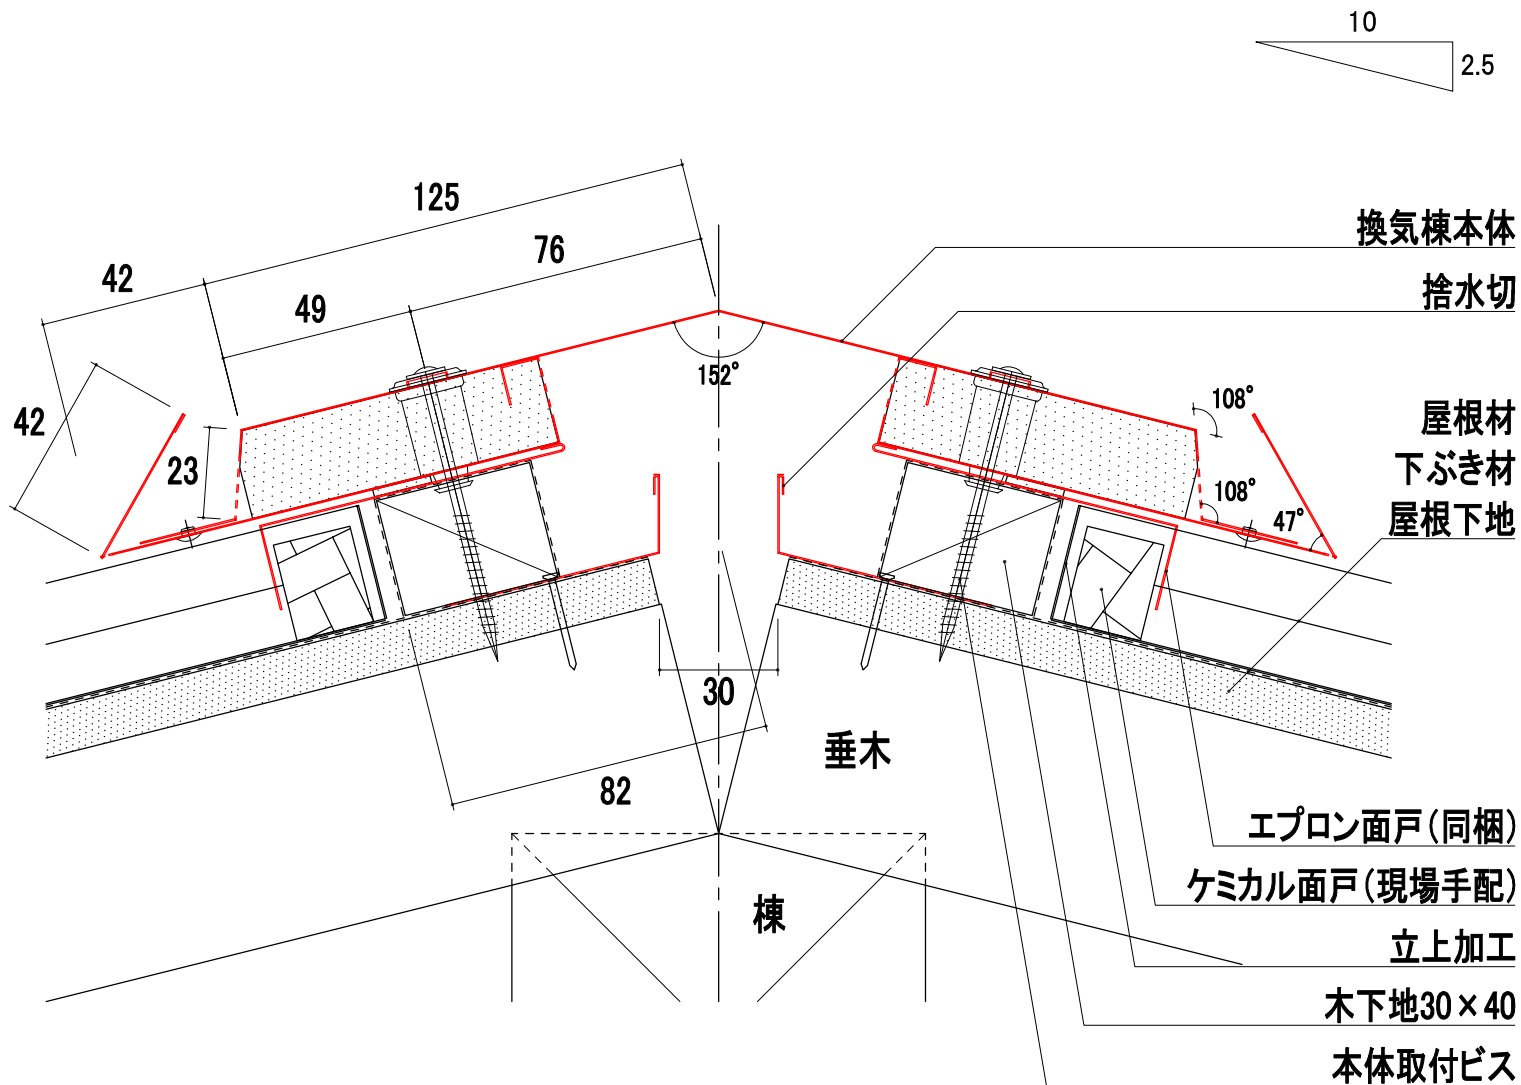 10
2.5
125
76
42
49
42
23
152°
108°
108°
47°
30
82
換気棟本体
捨水切
屋根材
下ぶき材
屋根下地
垂木
棟
エプロン面戸(同梱)
ケミカル面戸(現場手配)
立上加工
木下地30×40
本体取付ビス